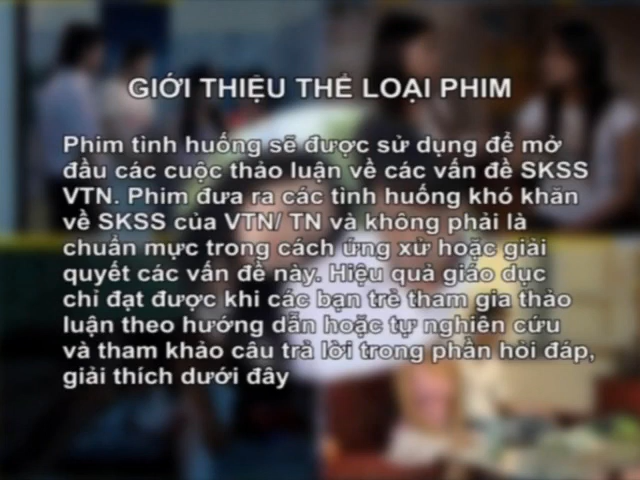 GIỚI THIỆU THỂ LOẠI PHIM
Phim tình huống sẽ được sử dụng để mở
đầu các cuộc thảo luận về các vấn đề SKSS
VTN. Phim đưa ra các tình huống khó khăn
về SKSS của VTN/ TN và không phải là
chuẩn mực trong cách ứng xử hoặc giải
quyết các vấn đề này. Hiệu quả giáo dục
chỉ đạt được khi các bạn trẻ tham gia thảo
luận theo hướng dẫn hoặc tự nghiên cứu
và tham khảo câu trả lời trong phần hỏi đáp,
giải thích dưới đây